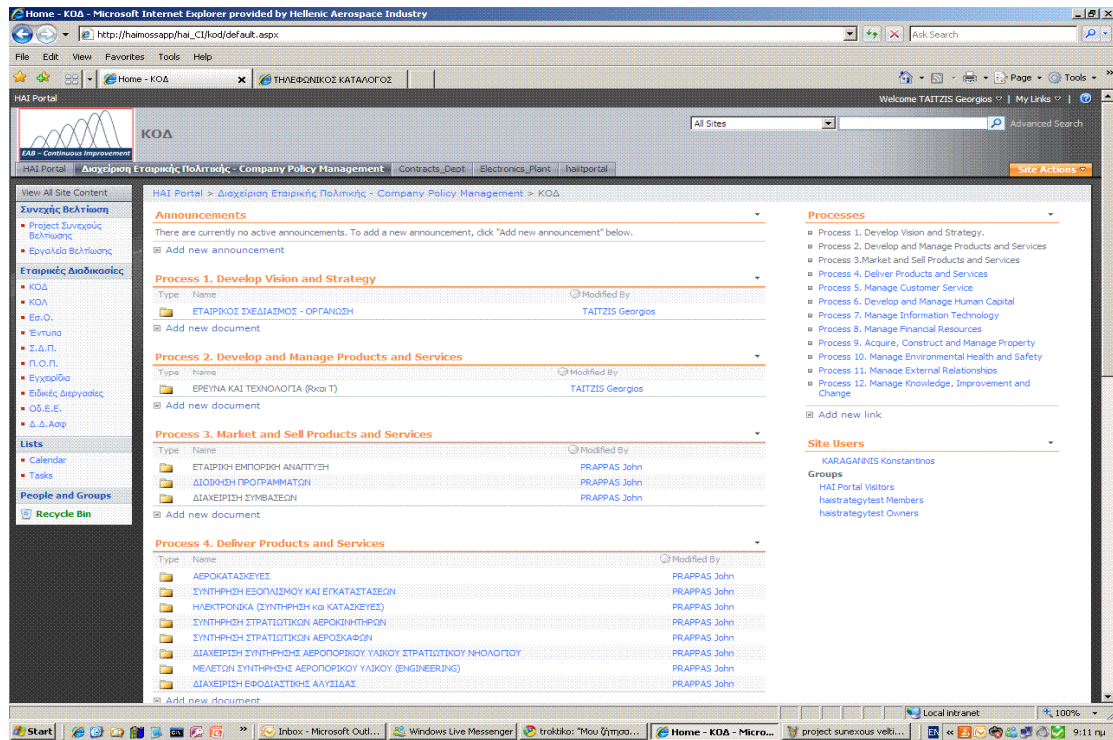 Home - ΚΟΔ - Microsoft Internet Explorer provided by Hellenic Aerospace Industry
http://haimossapp/hai_CI/kod/default.aspx
Ask Search
File Edit View Favorites Tools Help
Home - ΚΟΔ
ΤΗΛΕΦΩΝΙΚΟΣ ΚΑΤΑΛΟΓΟΣ
Page
Tools
HAI Portal
Welcome TAITZIS Georgios | My Links |
EAB – Continuous Improvement
ΚΟΔ
All Sites
Advanced Search
HAI Portal
Διαχείριση Εταιρικής Πολιτικής - Company Policy Management
Contracts_Dept
Electronics_Plant
haiitportal
Site Actions
View All Site Content
Συνεχής Βελτίωση
Project Συνεχούς
Βελτίωσης
Εργαλεία Βελτίωσης
Εταιρικές Διαδικασίες
ΚΟΔ
ΚΟΛ
Εσ.Ο.
Έντυπα
Σ.Δ.Π.
Π.Ο.Π.
Εγχειρίδια
Ειδικές Διεργασίες
Οδ.Ε.Ε.
Δ.Δ.Ασφ
Lists
Calendar
Tasks
People and Groups
Recycle Bin
HAI Portal > Διαχείριση Εταιρικής Πολιτικής - Company Policy Management > ΚΟΔ
Announcements
There are currently no active announcements. To add a new announcement, click "Add new announcement" below.
Add new announcement
Process 1. Develop Vision and Strategy
Type Name Modified By
ΕΤΑΙΡΙΚΟΣ ΣΧΕΔΙΑΣΜΟΣ - ΟΡΓΑΝΩΣΗ TAITZIS Georgios
Add new document
Process 2. Develop and Manage Products and Services
Type Name Modified By
ΕΡΕΥΝΑ ΚΑΙ ΤΕΧΝΟΛΟΓΙΑ (Rκαι T) TAITZIS Georgios
Add new document
Process 3. Market and Sell Products and Services
Type Name Modified By
ΕΤΑΙΡΙΚΗ ΕΜΠΟΡΙΚΗ ΑΝΑΠΤΥΞΗ PRAPPAS John
ΔΙΟΙΚΗΣΗ ΠΡΟΓΡΑΜΜΑΤΩΝ PRAPPAS John
ΔΙΑΧΕΙΡΙΣΗ ΣΥΜΒΑΣΕΩΝ PRAPPAS John
Add new document
Process 4. Deliver Products and Services
Type Name Modified By
ΑΕΡΟΚΑΤΑΣΚΕΥΕΣ PRAPPAS John
ΣΥΝΤΗΡΗΣΗ ΕΞΟΠΛΙΣΜΟΥ ΚΑΙ ΕΓΚΑΤΑΣΤΑΣΕΩΝ PRAPPAS John
ΗΛΕΚΤΡΟΝΙΚΑ (ΣΥΝΤΗΡΗΣΗ και ΚΑΤΑΣΚΕΥΕΣ) PRAPPAS John
ΣΥΝΤΗΡΗΣΗ ΣΤΡΑΤΙΩΤΙΚΩΝ ΑΕΡΟΚΙΝΗΤΗΡΩΝ PRAPPAS John
ΣΥΝΤΗΡΗΣΗ ΣΤΡΑΤΙΩΤΙΚΩΝ ΑΕΡΟΣΚΑΦΩΝ PRAPPAS John
ΔΙΑΧΕΙΡΙΣΗ ΣΥΝΤΗΡΗΣΗΣ ΑΕΡΟΠΟΡΙΚΟΥ ΥΛΙΚΟΥ ΣΤΡΑΤΙΩΤΙΚΟΥ ΝΗΟΛΟΓΙΟΥ PRAPPAS John
ΜΕΛΕΤΩΝ ΣΥΝΤΗΡΗΣΗΣ ΑΕΡΟΠΟΡΙΚΟΥ ΥΛΙΚΟΥ (ENGINEERING) PRAPPAS John
ΔΙΑΧΕΙΡΙΣΗ ΕΦΟΔΙΑΣΤΙΚΗΣ ΑΛΥΣΙΔΑΣ PRAPPAS John
Add new document
Processes
Process 1. Develop Vision and Strategy.
Process 2. Develop and Manage Products and Services
Process 3.Market and Sell Products and Services
Process 4. Deliver Products and Services
Process 5. Manage Customer Service
Process 6. Develop and Manage Human Capital
Process 7. Manage Information Technology
Process 8. Manage Financial Resources
Process 9. Acquire, Construct and Manage Property
Process 10. Manage Environmental Health and Safety
Process 11. Manage External Relationships
Process 12. Manage Knowledge, Improvement and
Change
Add new link
Site Users
KARAGANNIS Konstantinos
Groups
HAI Portal Visitors
haistrategytest Members
haistrategytest Owners
Local intranet
100%
Start
Inbox - Microsoft Outl...
Windows Live Messenger
troktiko: "Μου ζήτησα...
Home - ΚΟΔ - Micro...
project sunexous velti...
EN
9:11 πμ